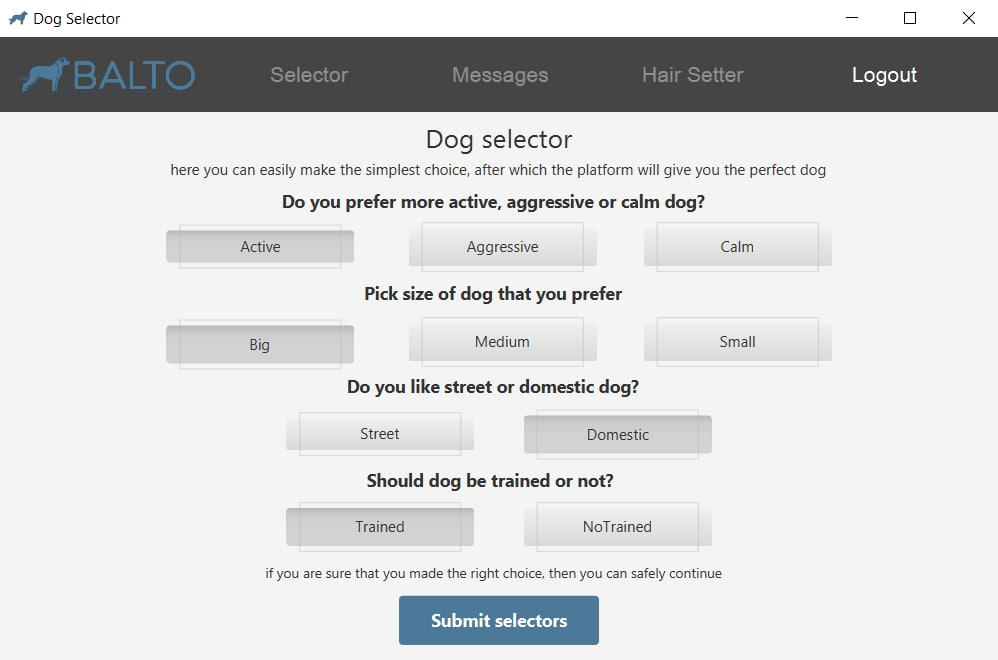 Dog Selector
BALTO Selector Messages Hair Setter Logout
Dog selector
here you can easily make the simplest choice, after which the platform will give you the perfect dog
Do you prefer more active, aggressive or calm dog?
Active Aggressive Calm
Pick size of dog that you prefer
Big Medium Small
Do you like street or domestic dog?
Street Domestic
Should dog be trained or not?
Trained NoTrained
if you are sure that you made the right choice, then you can safely continue
Submit selectors